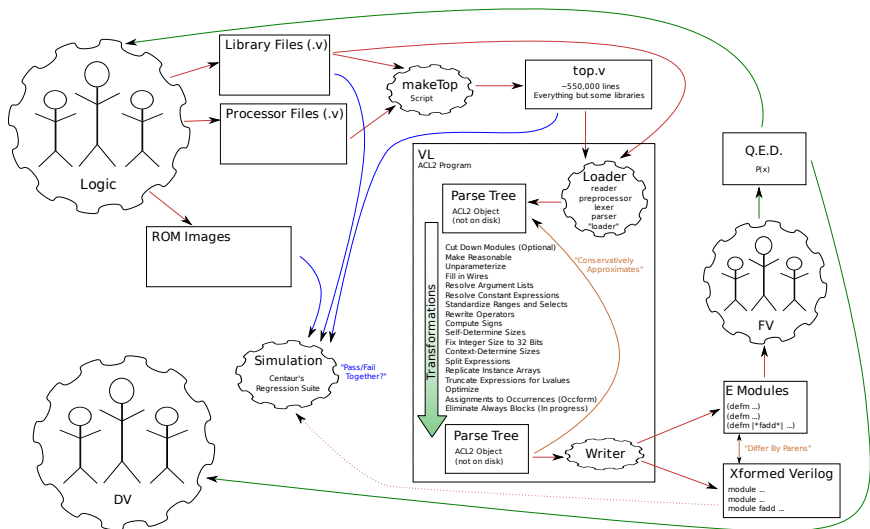 Library Files (.v)
Processor Files (.v)
ROM Images
Logic
makeTop
Script
top.v
~550,000 lines
Everything but some libraries
VL
ACL2 Program
Loader
reader
preprocessor
lexer
parser
"loader"
Parse Tree
ACL2 Object
(not on disk)
Transformations
Cut Down Modules (Optional)
Make Reasonable
Unparameterize
Fill in Wires
Resolve Argument Lists
Resolve Constant Expressions
Standardize Ranges and Selects
Rewrite Operators
Compute Signs
Self-Determine Sizes
Fix Integer Size to 32 Bits
Context-Determine Sizes
Split Expressions
Replicate Instance Arrays
Truncate Expressions for Lvalues
Optimize
Assignments to Occurrences (Occform)
Eliminate Always Blocks (In progress)
"Conservatively
Approximates"
Parse Tree
ACL2 Object
(not on disk)
Writer
Simulation
Centaur's
Regression Suite
"Pass/Fail
Together?"
DV
Q.E.D.
P(x)
FV
E Modules
(defm ...)
(defm ...)
(defm |*fadd*| ...)
"Differ By Parens"
Xformed Verilog
module ...
module ...
module fadd ...